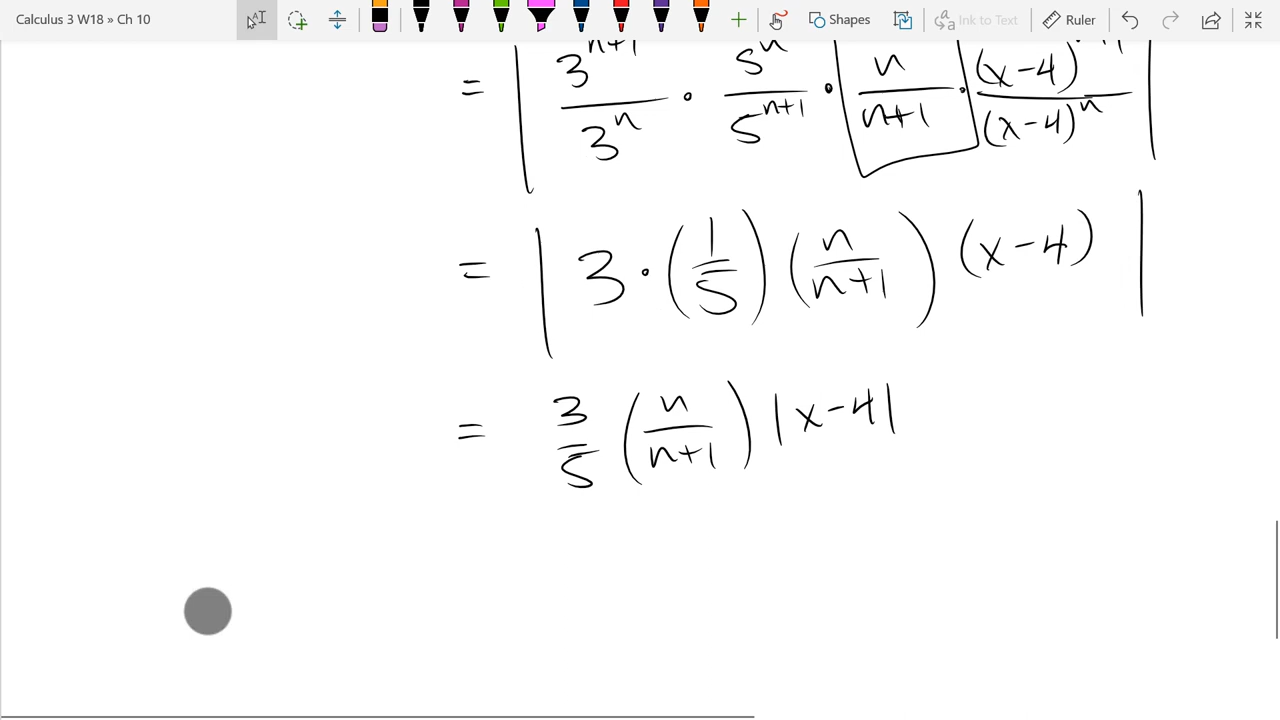 Calculus 3 W18 » Ch 10
Shapes
Ink to Text
Ruler
= | 3^{n+1}/3^n · 5^n/5^{n+1} · n/(n+1) · (x-4)^{n+1}/(x-4)^n |
= | 3 · (1/5) (n/(n+1)) (x-4) |
= 3/5 (n/(n+1)) |x-4|